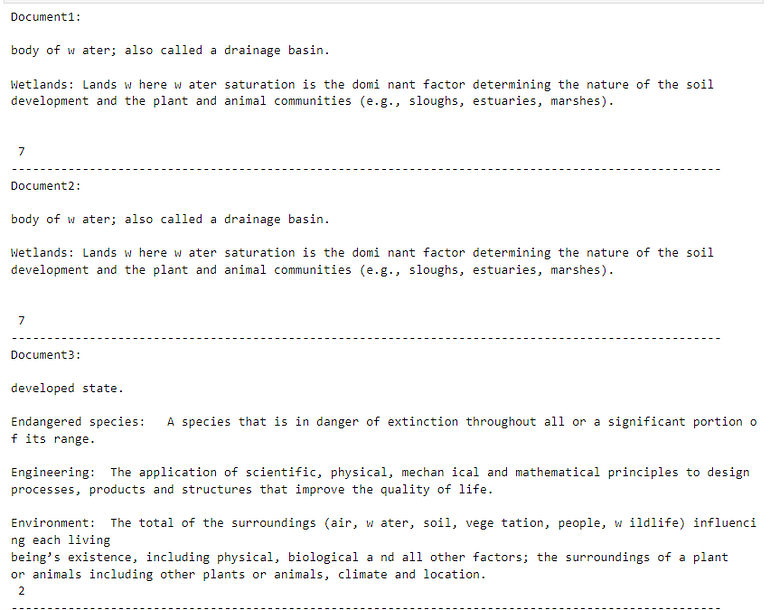 Document1:
body of w ater; also called a drainage basin.
Wetlands: Lands w here w ater saturation is the domi nant factor determining the nature of the soil
development and the plant and animal communities (e.g., sloughs, estuaries, marshes).
7
----------------------------------------------------------------------------------------------------
Document2:
body of w ater; also called a drainage basin.
Wetlands: Lands w here w ater saturation is the domi nant factor determining the nature of the soil
development and the plant and animal communities (e.g., sloughs, estuaries, marshes).
7
----------------------------------------------------------------------------------------------------
Document3:
developed state.
Endangered species:   A species that is in danger of extinction throughout all or a significant portion o
f its range.
Engineering:  The application of scientific, physical, mechan ical and mathematical principles to design
processes, products and structures that improve the quality of life.
Environment:  The total of the surroundings (air, w ater, soil, vege tation, people, w ildlife) influenci
ng each living
being’s existence, including physical, biological a nd all other factors; the surroundings of a plant
or animals including other plants or animals, climate and location.
2
----------------------------------------------------------------------------------------------------